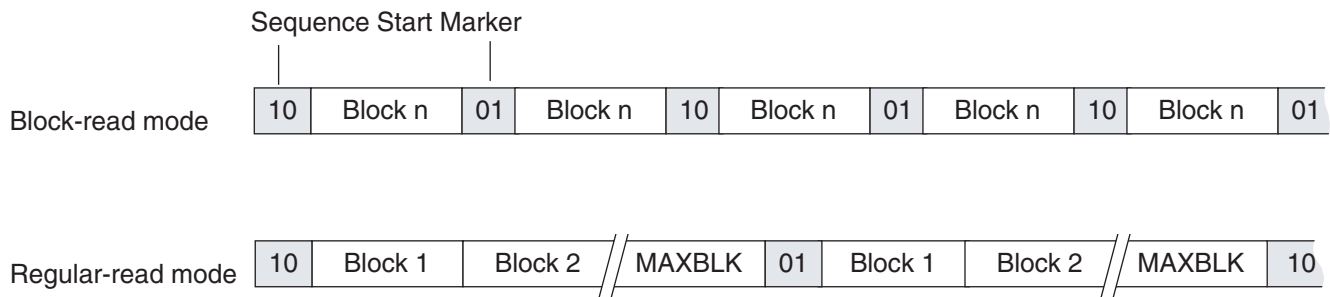 Sequence Start Marker
Block-read mode 10 Block n 01 Block n 10 Block n 01 Block n 10 Block n 01
Regular-read mode 10 Block 1 Block 2 MAXBLK 01 Block 1 Block 2 MAXBLK 10